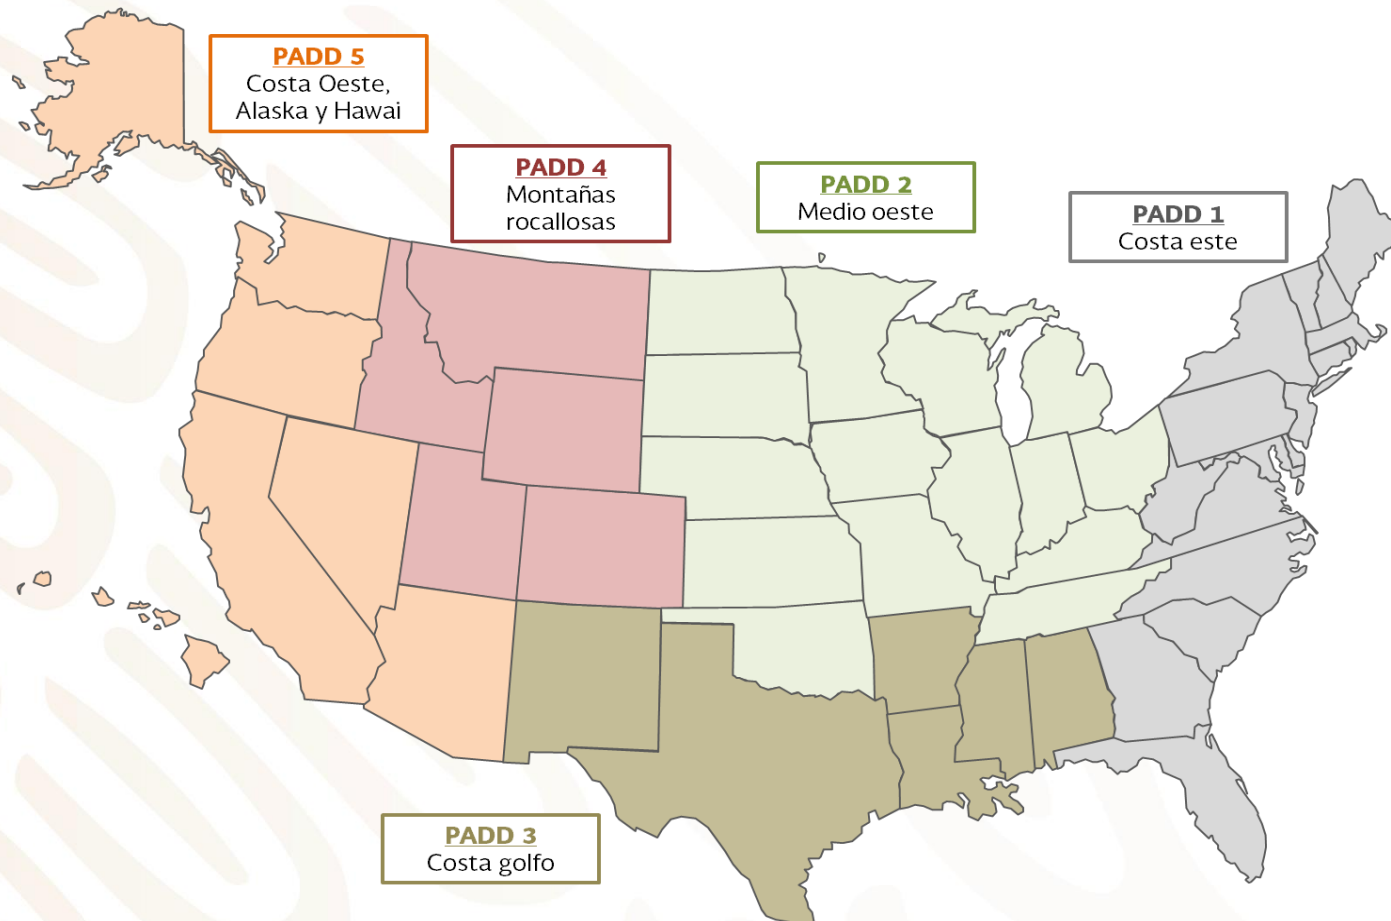 PADD 5
Costa Oeste,
Alaska y Hawai
PADD 4
Montañas
rocallosas
PADD 2
Medio oeste
PADD 1
Costa este
PADD 3
Costa golfo